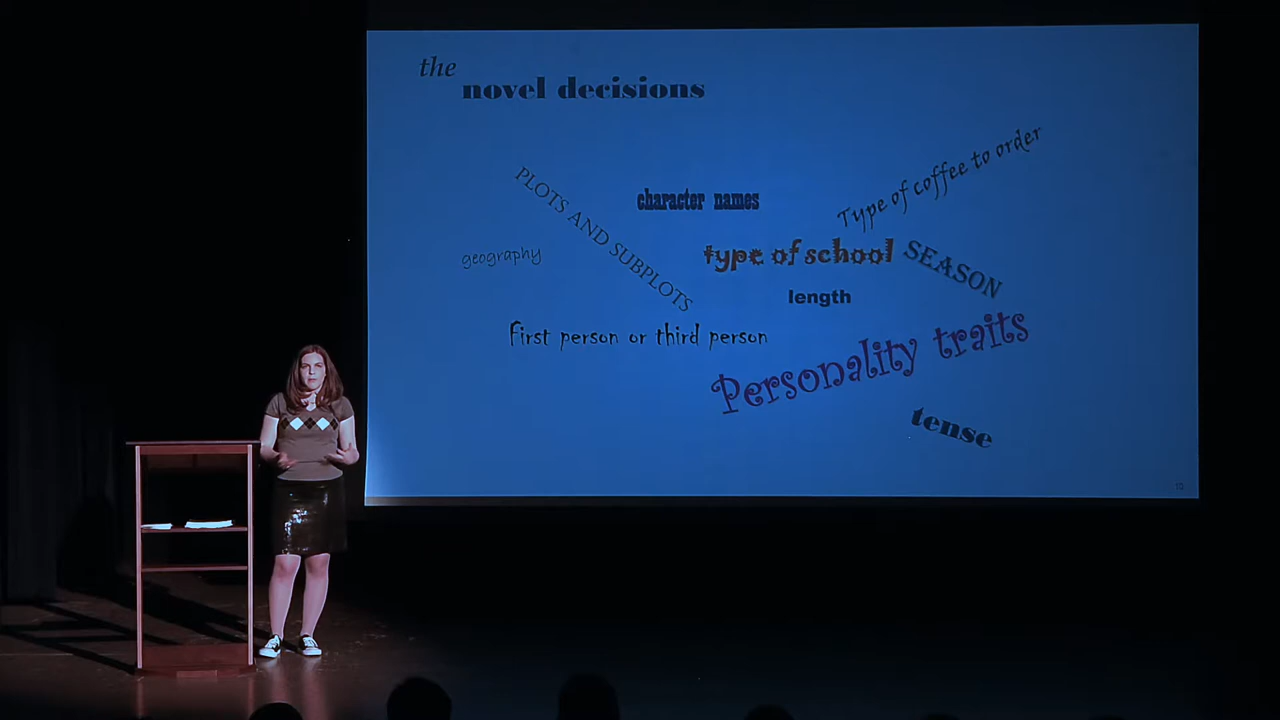 the
novel decisions
Type of coffee to order
PLOTS AND SUBPLOTS
character names
type of school
SEASON
geography
length
First person or third person
Personality traits
tense